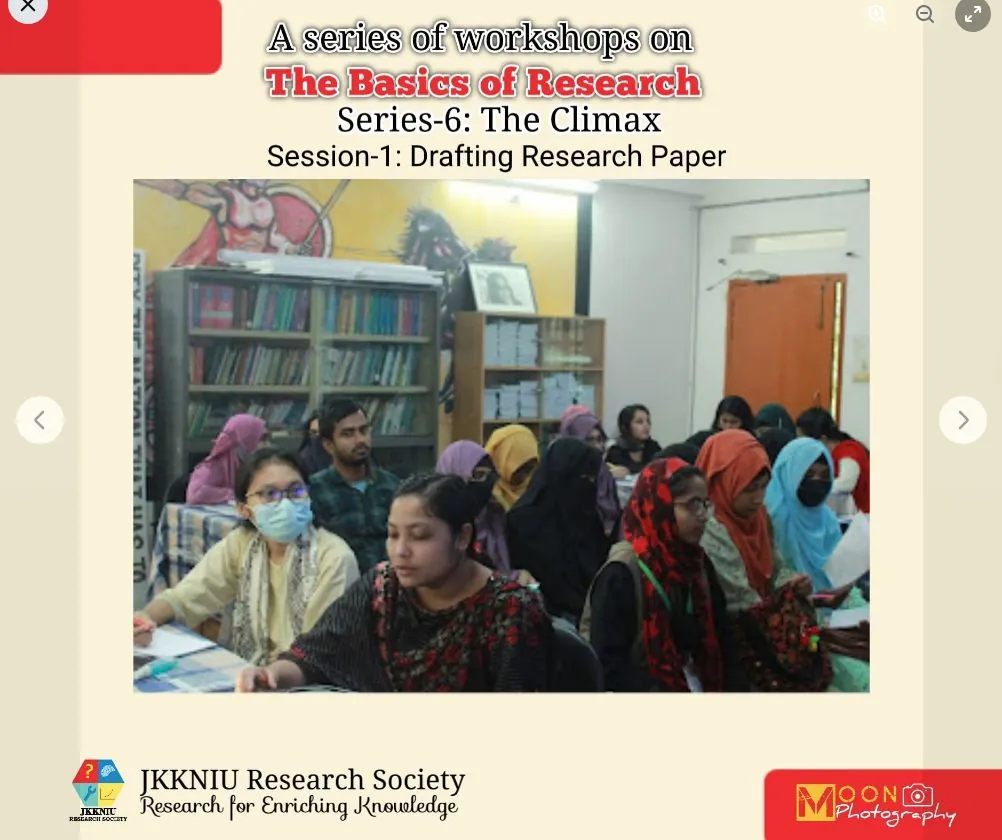 A series of workshops on
The Basics of Research
Series-6: The Climax
Session-1: Drafting Research Paper
?
JKKNIU
RESEARCH SOCIETY
JKKNIU Research Society
Research for Enriching Knowledge
MOON
Photography